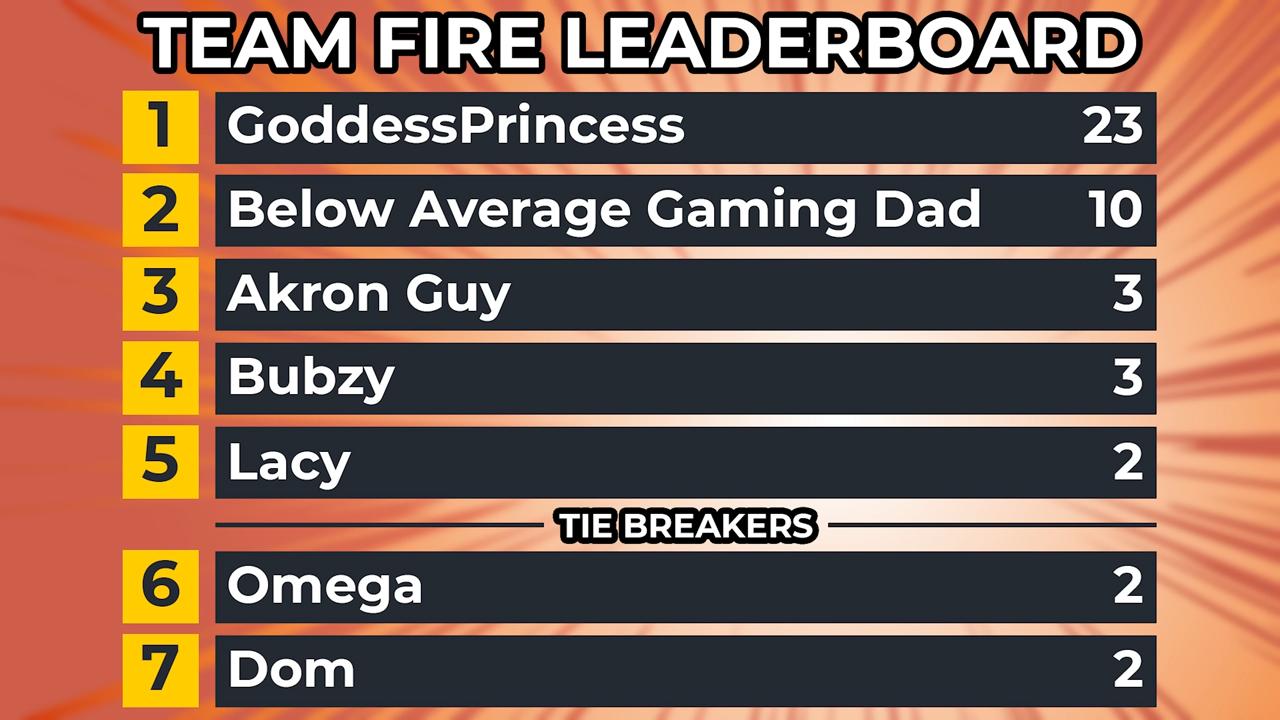 TEAM FIRE LEADERBOARD
1 GoddessPrincess 23
2 Below Average Gaming Dad 10
3 Akron Guy 3
4 Bubzy 3
5 Lacy 2
TIE BREAKERS
6 Omega 2
7 Dom 2